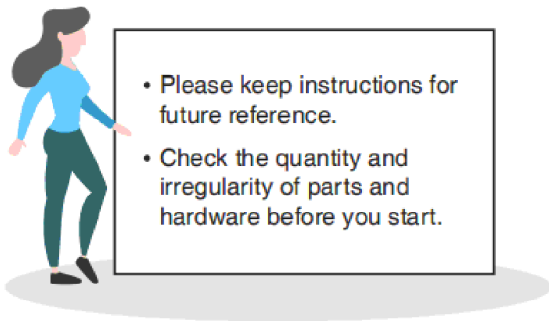 • Please keep instructions for
future reference.
• Check the quantity and
irregularity of parts and
hardware before you start.